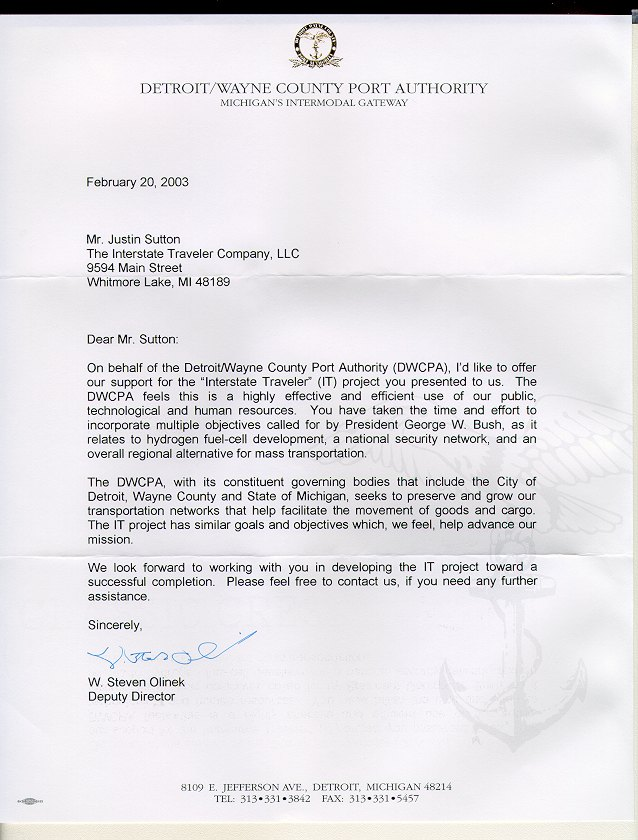 DETROIT/WAYNE COUNTY PORT AUTHORITY
MICHIGAN'S INTERMODAL GATEWAY
February 20, 2003
Mr. Justin Sutton
The Interstate Traveler Company, LLC
9594 Main Street
Whitmore Lake, MI 48189
Dear Mr. Sutton:
On behalf of the Detroit/Wayne County Port Authority (DWCPA), I'd like to offer
our support for the "Interstate Traveler" (IT) project you presented to us. The
DWCPA feels this is a highly effective and efficient use of our public,
technological and human resources. You have taken the time and effort to
incorporate multiple objectives called for by President George W. Bush, as it
relates to hydrogen fuel-cell development, a national security network, and an
overall regional alternative for mass transportation.
The DWCPA, with its constituent governing bodies that include the City of
Detroit, Wayne County and State of Michigan, seeks to preserve and grow our
transportation networks that help facilitate the movement of goods and cargo.
The IT project has similar goals and objectives which, we feel, help advance our
mission.
We look forward to working with you in developing the IT project toward a
successful completion. Please feel free to contact us, if you need any further
assistance.
Sincerely,
W. Steven Olinek
Deputy Director
8109 E. JEFFERSON AVE., DETROIT, MICHIGAN 48214
TEL: 313•331•3842 FAX: 313•331•5457